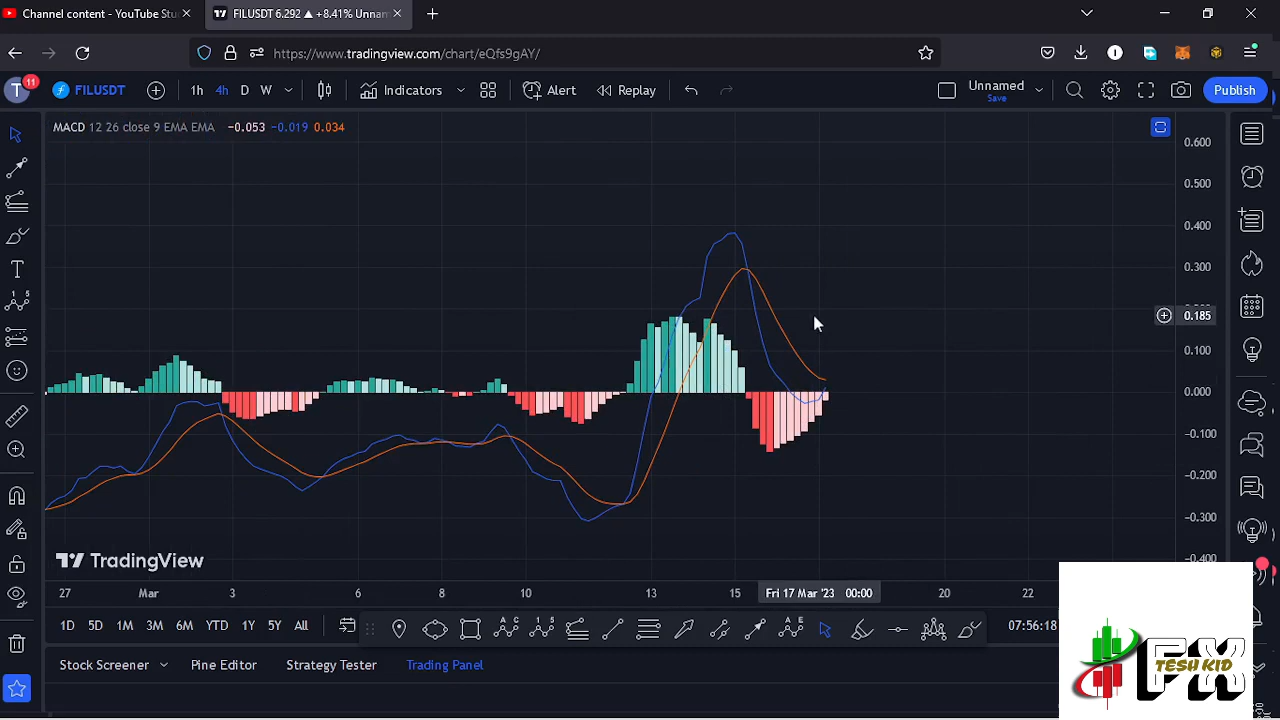 Channel content - YouTube Stu
FILUSDT 6.292 ▲ +8.41% Unnam
https://www.tradingview.com/chart/eQfs9gAY/
T 11 FILUSDT 1h 4h D W Indicators Alert Replay Unnamed Save Publish
MACD 12 26 close 9 EMA EMA −0.053 −0.019 0.034
0.600
0.500
0.400
0.300
0.185
0.100
0.000
−0.100
−0.200
−0.300
−0.400
TradingView
27 Mar 3 6 8 10 13 15 Fri 17 Mar '23 00:00 20 22
1D 5D 1M 3M 6M YTD 1Y 5Y All 07:56:18
Stock Screener Pine Editor Strategy Tester Trading Panel
FX
TESH KID